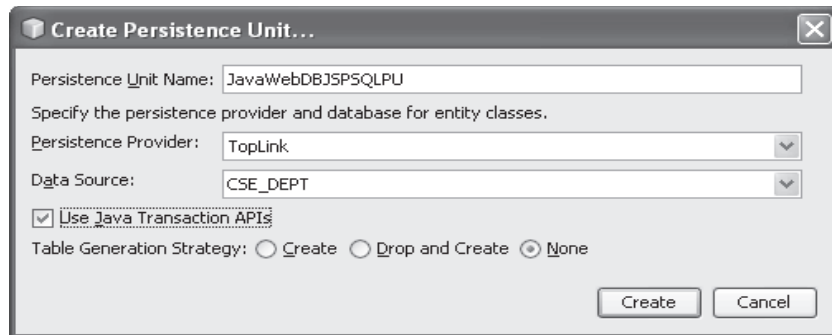 Create Persistence Unit...
Persistence Unit Name: JavaWebDBJSPSQLPU
Specify the persistence provider and database for entity classes.
Persistence Provider: TopLink
Data Source: CSE_DEPT
Use Java Transaction APIs
Table Generation Strategy: Create Drop and Create None
Create Cancel